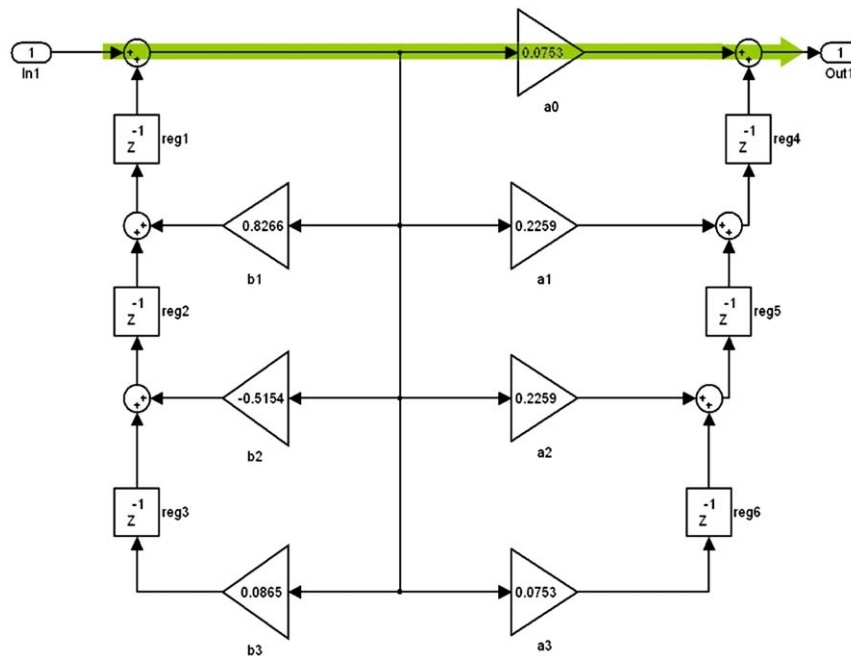 1
In1
0.0753
a0
1
Out1
-1
Z
reg1
-1
Z
reg4
0.8266
b1
0.2259
a1
-1
Z
reg2
-1
Z
reg5
-0.5154
b2
0.2259
a2
-1
Z
reg3
-1
Z
reg6
0.0865
b3
0.0753
a3